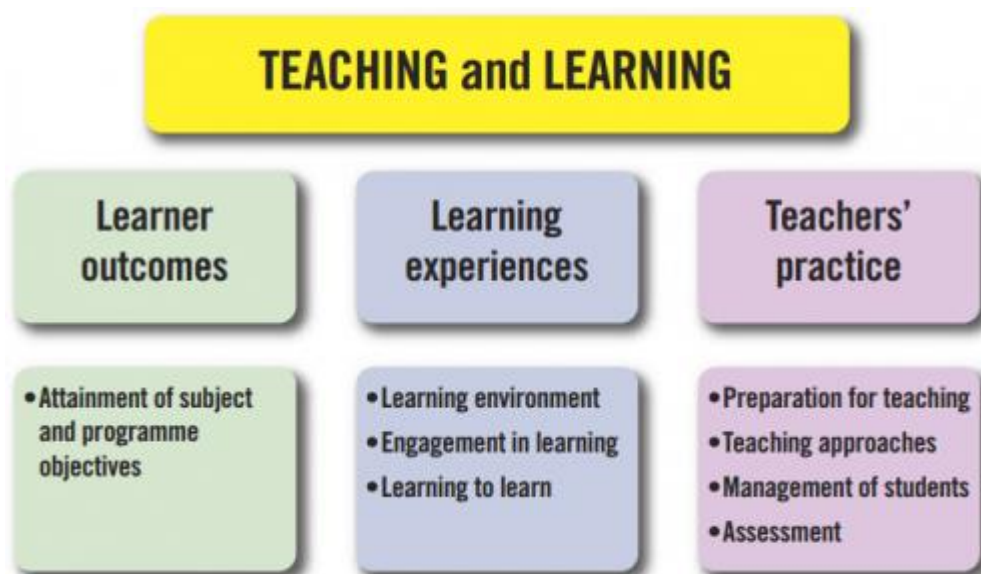 TEACHING and LEARNING
Learner
outcomes
•Attainment of subject
and programme
objectives
Learning
experiences
•Learning environment
•Engagement in learning
•Learning to learn
Teachers’
practice
•Preparation for teaching
•Teaching approaches
•Management of students
•Assessment